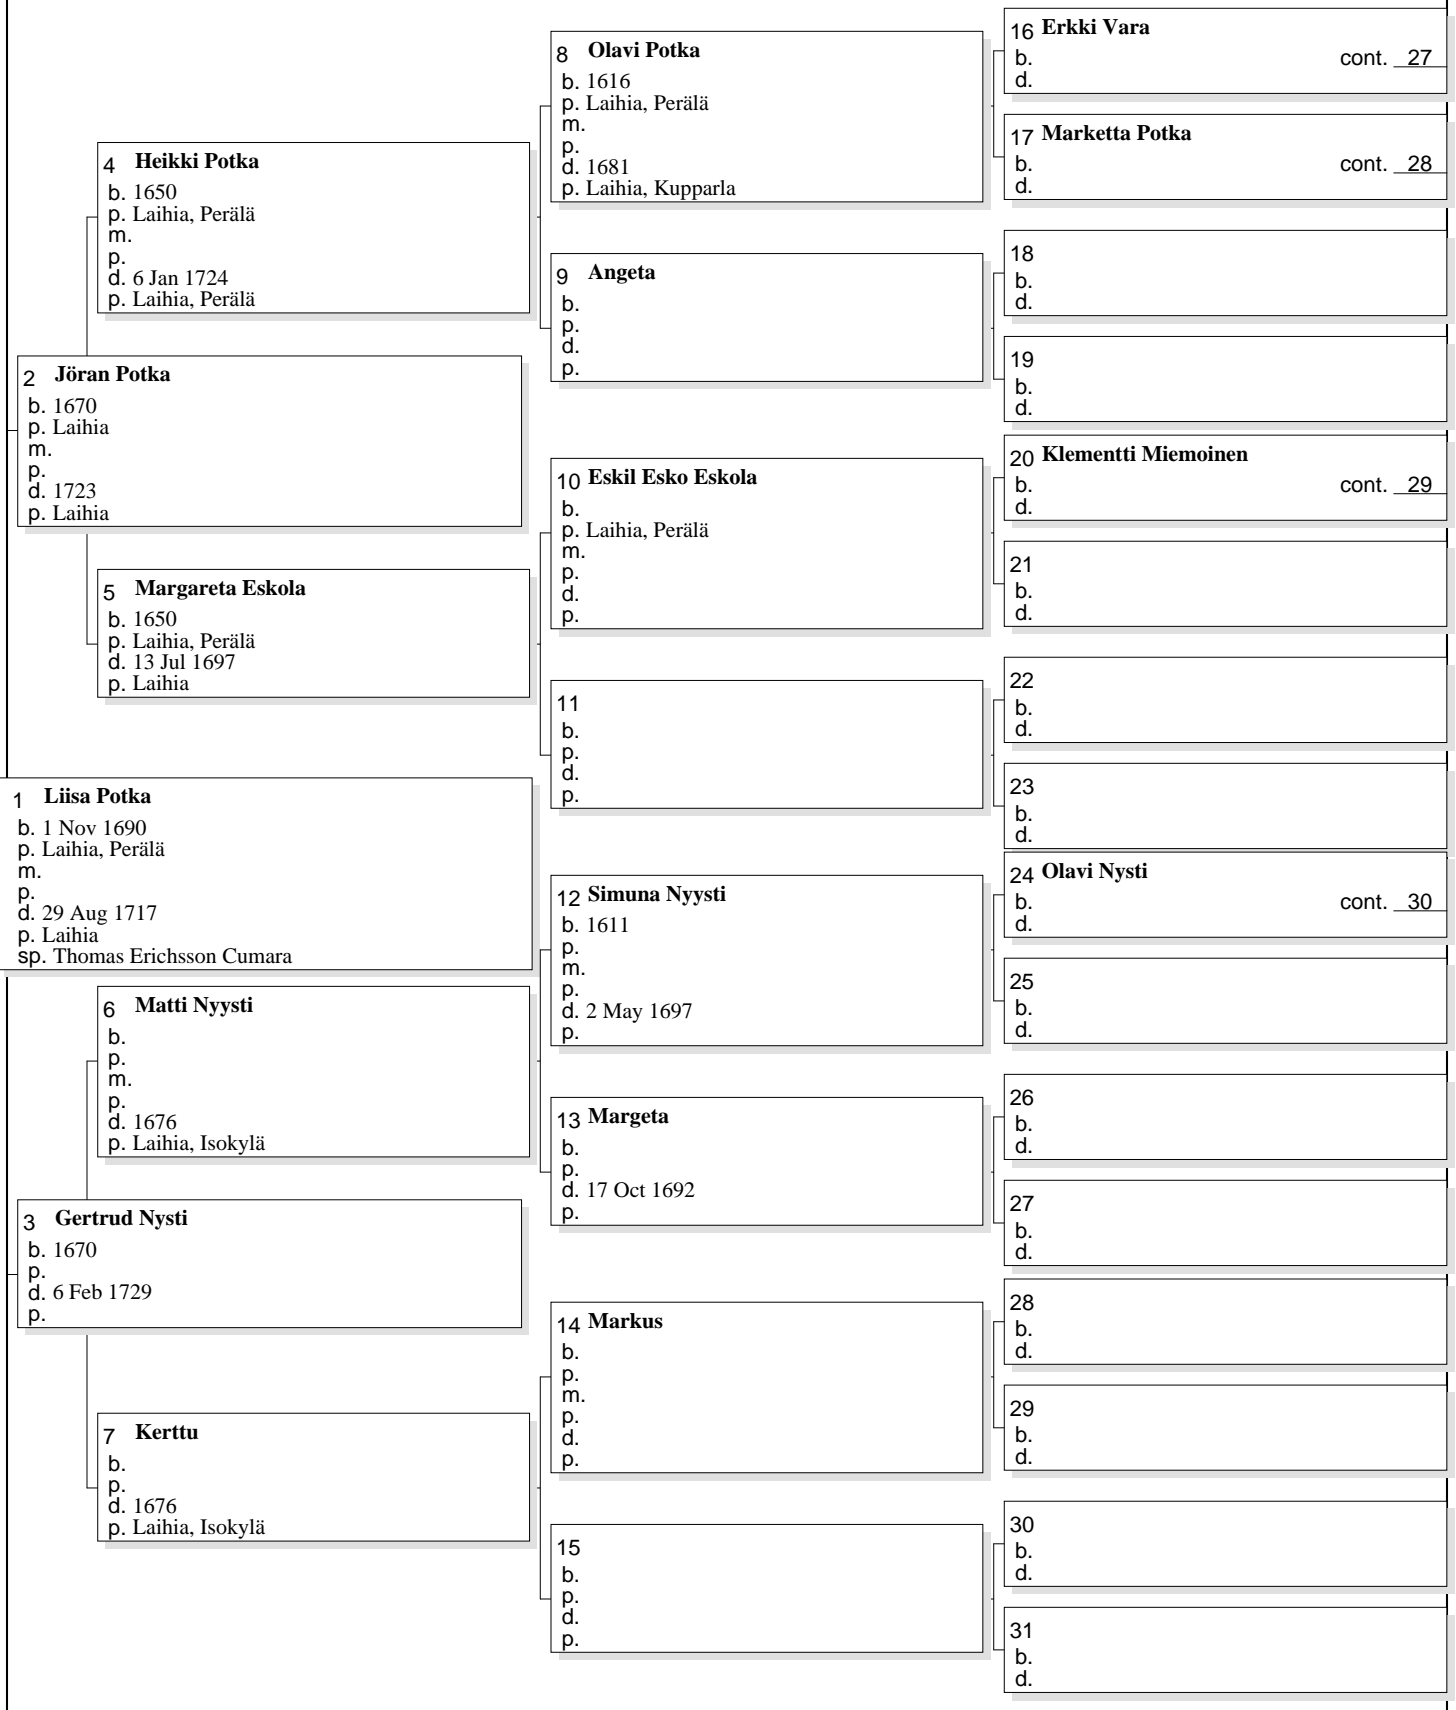 16 Erkki Vara
b. cont. 27
d.
8 Olavi Potka
b. 1616
p. Laihia, Perälä
m.
p.
d. 1681
p. Laihia, Kupparla
17 Marketta Potka
b. cont. 28
d.
4 Heikki Potka
b. 1650
p. Laihia, Perälä
m.
p.
d. 6 Jan 1724
p. Laihia, Perälä
18
b.
d.
9 Angeta
b.
p.
d.
p.
19
b.
d.
2 Jöran Potka
b. 1670
p. Laihia
m.
p.
d. 1723
p. Laihia
20 Klementti Miemoinen
b. cont. 29
d.
10 Eskil Esko Eskola
b.
p. Laihia, Perälä
m.
p.
d.
p.
21
b.
d.
5 Margareta Eskola
b. 1650
p. Laihia, Perälä
d. 13 Jul 1697
p. Laihia
22
b.
d.
11
b.
p.
d.
p.
23
b.
d.
1 Liisa Potka
b. 1 Nov 1690
p. Laihia, Perälä
m.
p.
d. 29 Aug 1717
p. Laihia
sp. Thomas Erichsson Cumara
24 Olavi Nysti
b. cont. 30
d.
12 Simuna Nyysti
b. 1611
p.
m.
p.
d. 2 May 1697
p.
25
b.
d.
6 Matti Nyysti
b.
p.
m.
p.
d. 1676
p. Laihia, Isokylä
26
b.
d.
13 Margeta
b.
p.
d. 17 Oct 1692
p.
27
b.
d.
3 Gertrud Nysti
b. 1670
p.
d. 6 Feb 1729
p.
28
b.
d.
14 Markus
b.
p.
m.
p.
d.
p.
29
b.
d.
7 Kerttu
b.
p.
d. 1676
p. Laihia, Isokylä
30
b.
d.
15
b.
p.
d.
p.
31
b.
d.